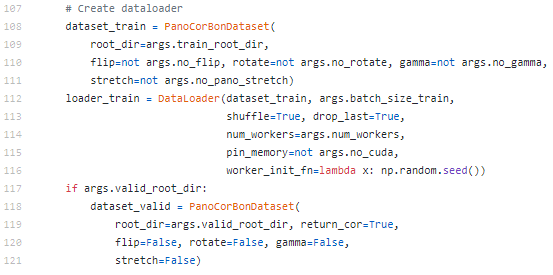 107 # Create dataloader
108 dataset_train = PanoCorBonDataset(
109 root_dir=args.train_root_dir,
110 flip=not args.no_flip, rotate=not args.no_rotate, gamma=not args.no_gamma,
111 stretch=not args.no_pano_stretch)
112 loader_train = DataLoader(dataset_train, args.batch_size_train,
113 shuffle=True, drop_last=True,
114 num_workers=args.num_workers,
115 pin_memory=not args.no_cuda,
116 worker_init_fn=lambda x: np.random.seed())
117 if args.valid_root_dir:
118 dataset_valid = PanoCorBonDataset(
119 root_dir=args.valid_root_dir, return_cor=True,
120 flip=False, rotate=False, gamma=False,
121 stretch=False)